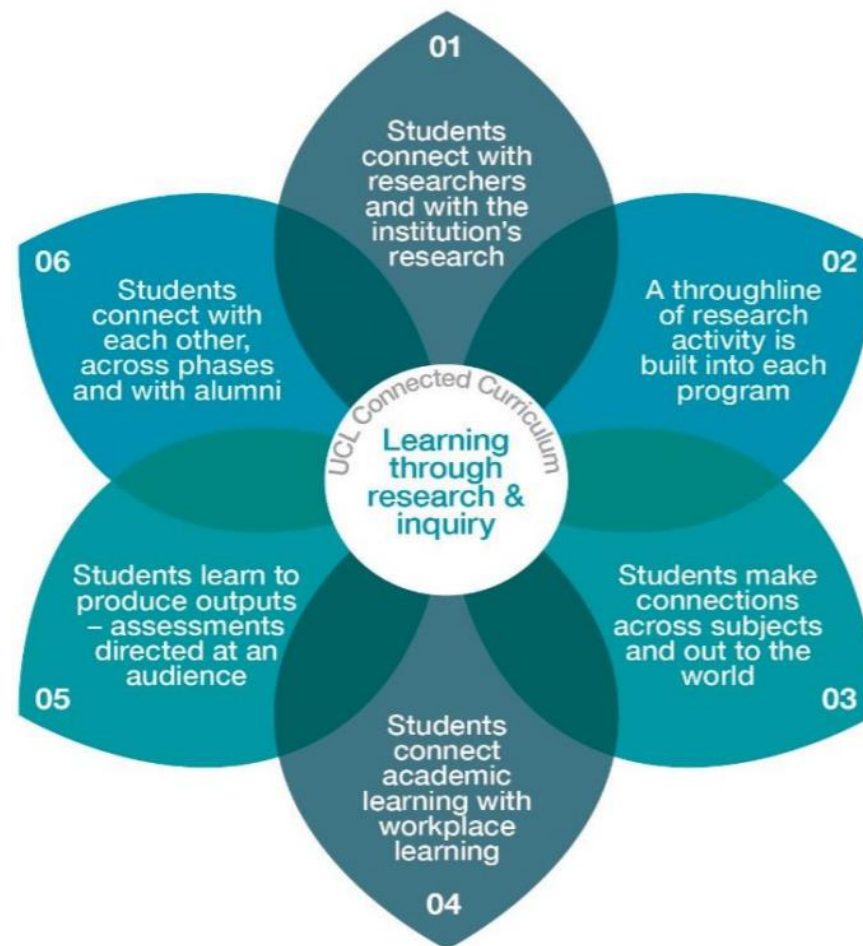 01
Students
connect with
researchers
and with the
institution's
research
02
A throughline
of research
activity is
built into each
program
03
Students make
connections
across subjects
and out to the
world
04
Students
connect
academic
learning with
workplace
learning
05
Students learn to
produce outputs
– assessments
directed at an
audience
06
Students
connect with
each other,
across phases
and with alumni
UCL Connected Curriculum
Learning
through
research &
inquiry